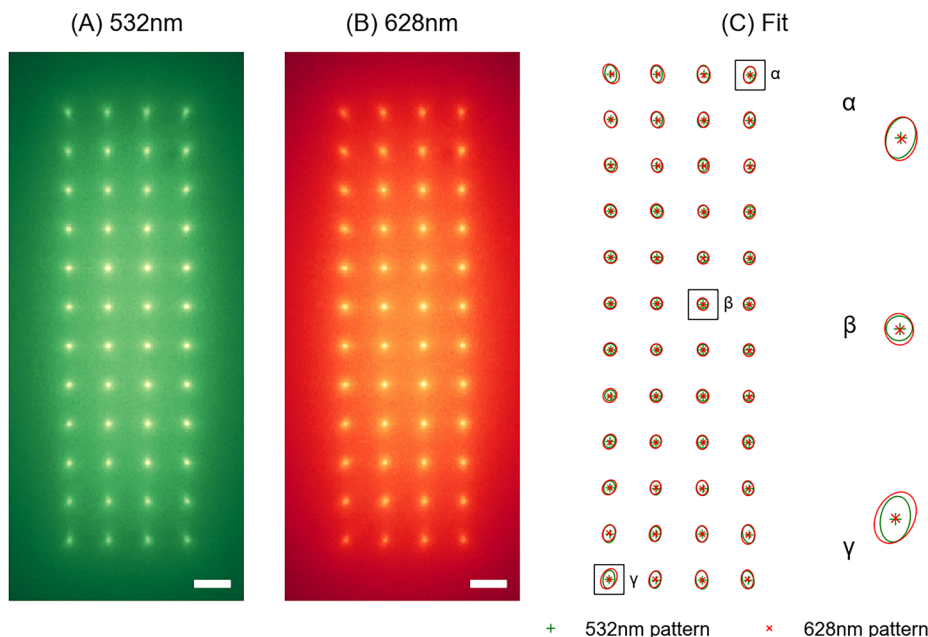 (A) 532nm
(B) 628nm
(C) Fit
α
α
β
β
γ
γ
532nm pattern
628nm pattern